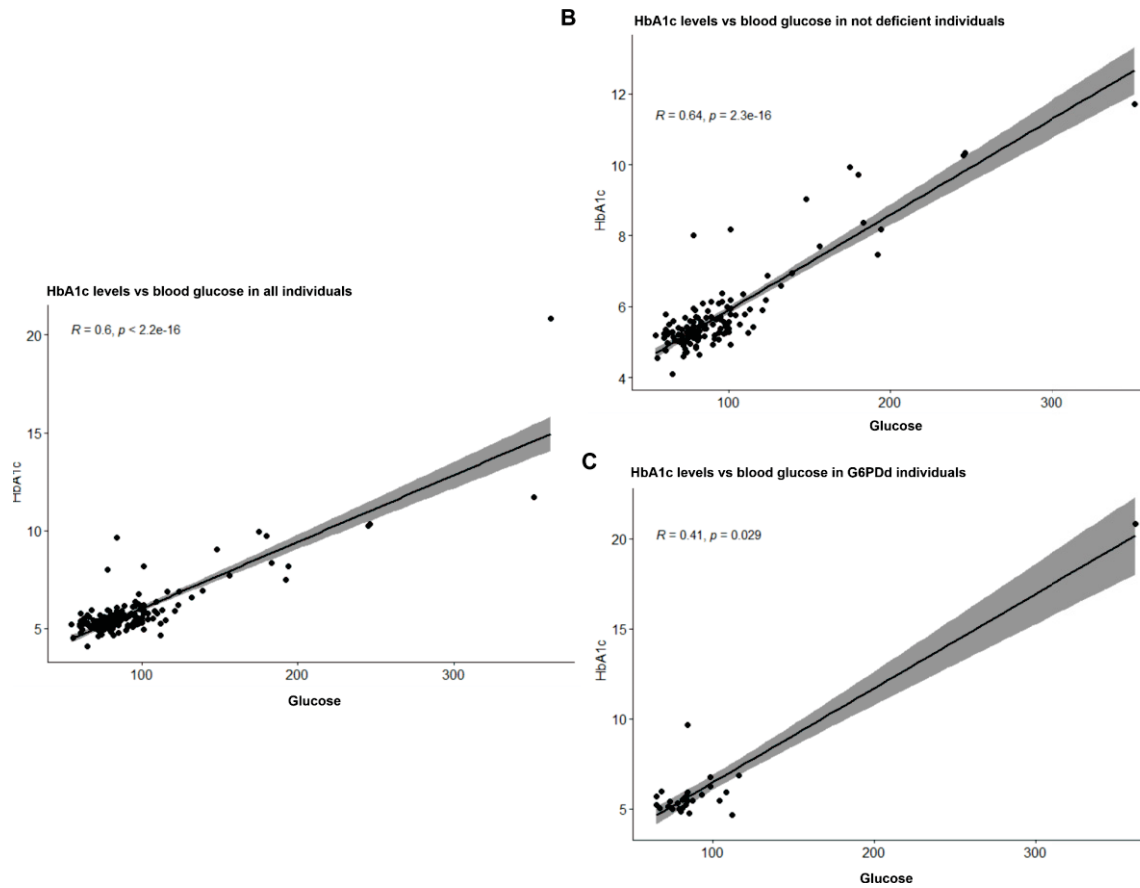 HbA1c levels vs blood glucose in all individuals
R = 0.6, p < 2.2e-16
HbA1c
20
15
10
5
100
200
300
Glucose
B
HbA1c levels vs blood glucose in not deficient individuals
R = 0.64, p = 2.3e-16
HbA1c
12
10
8
6
4
100
200
300
Glucose
C
HbA1c levels vs blood glucose in G6PDd individuals
R = 0.41, p = 0.029
HbA1c
20
15
10
5
100
200
300
Glucose